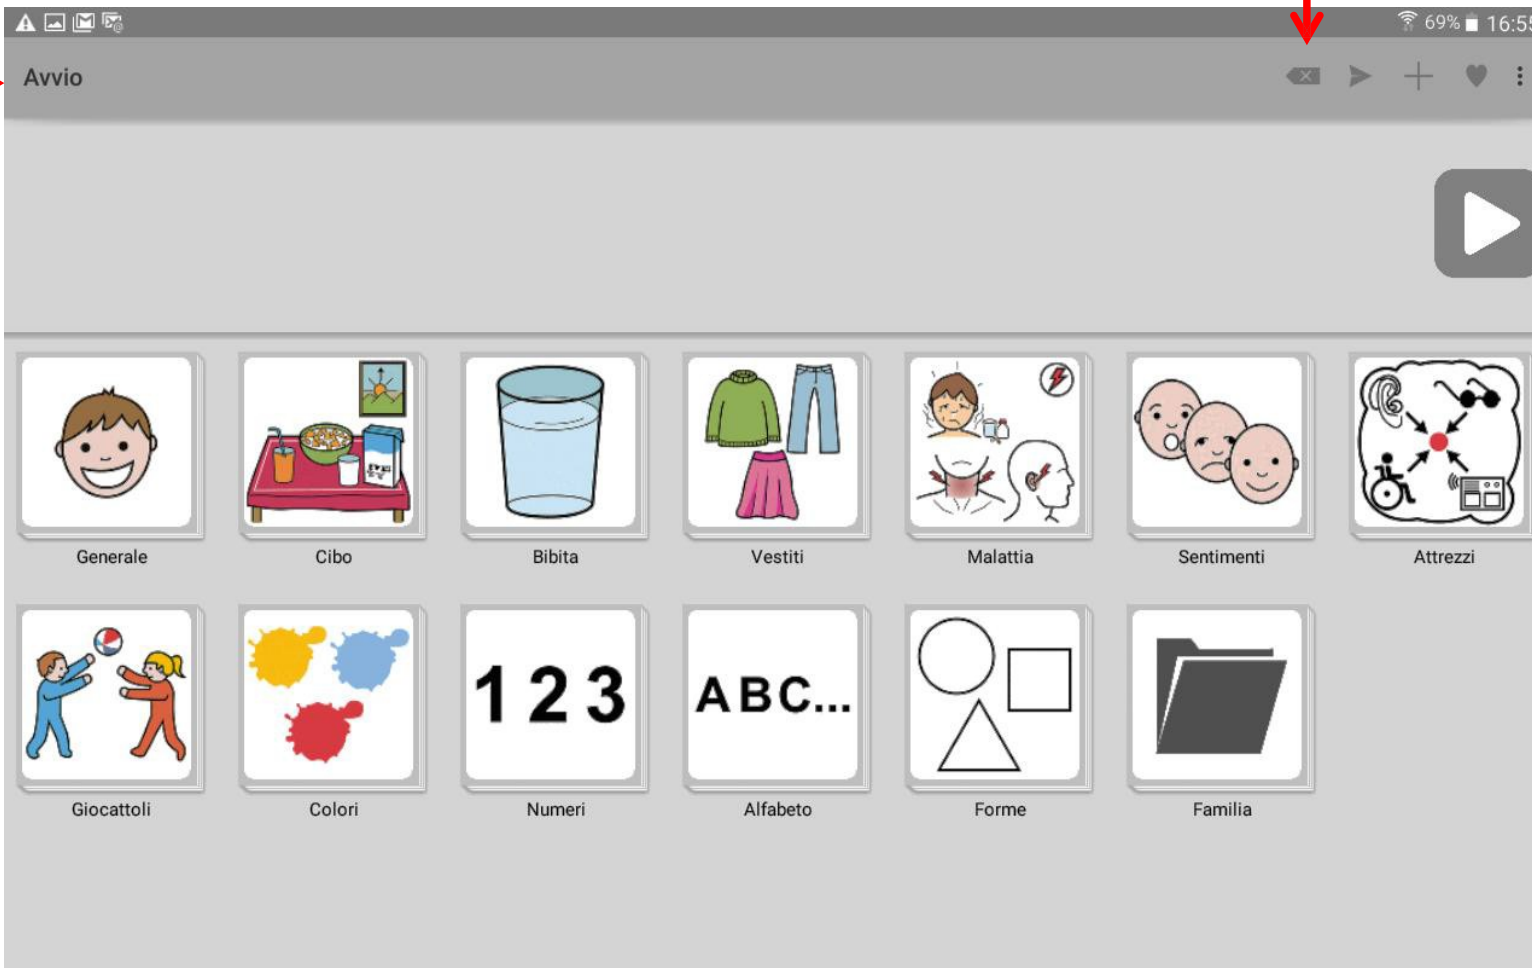 69% 16:55
Avvio
Generale Cibo Bibita Vestiti Malattia Sentimenti Attrezzi
1 2 3 ABC...
Giocattoli Colori Numeri Alfabeto Forme Familia